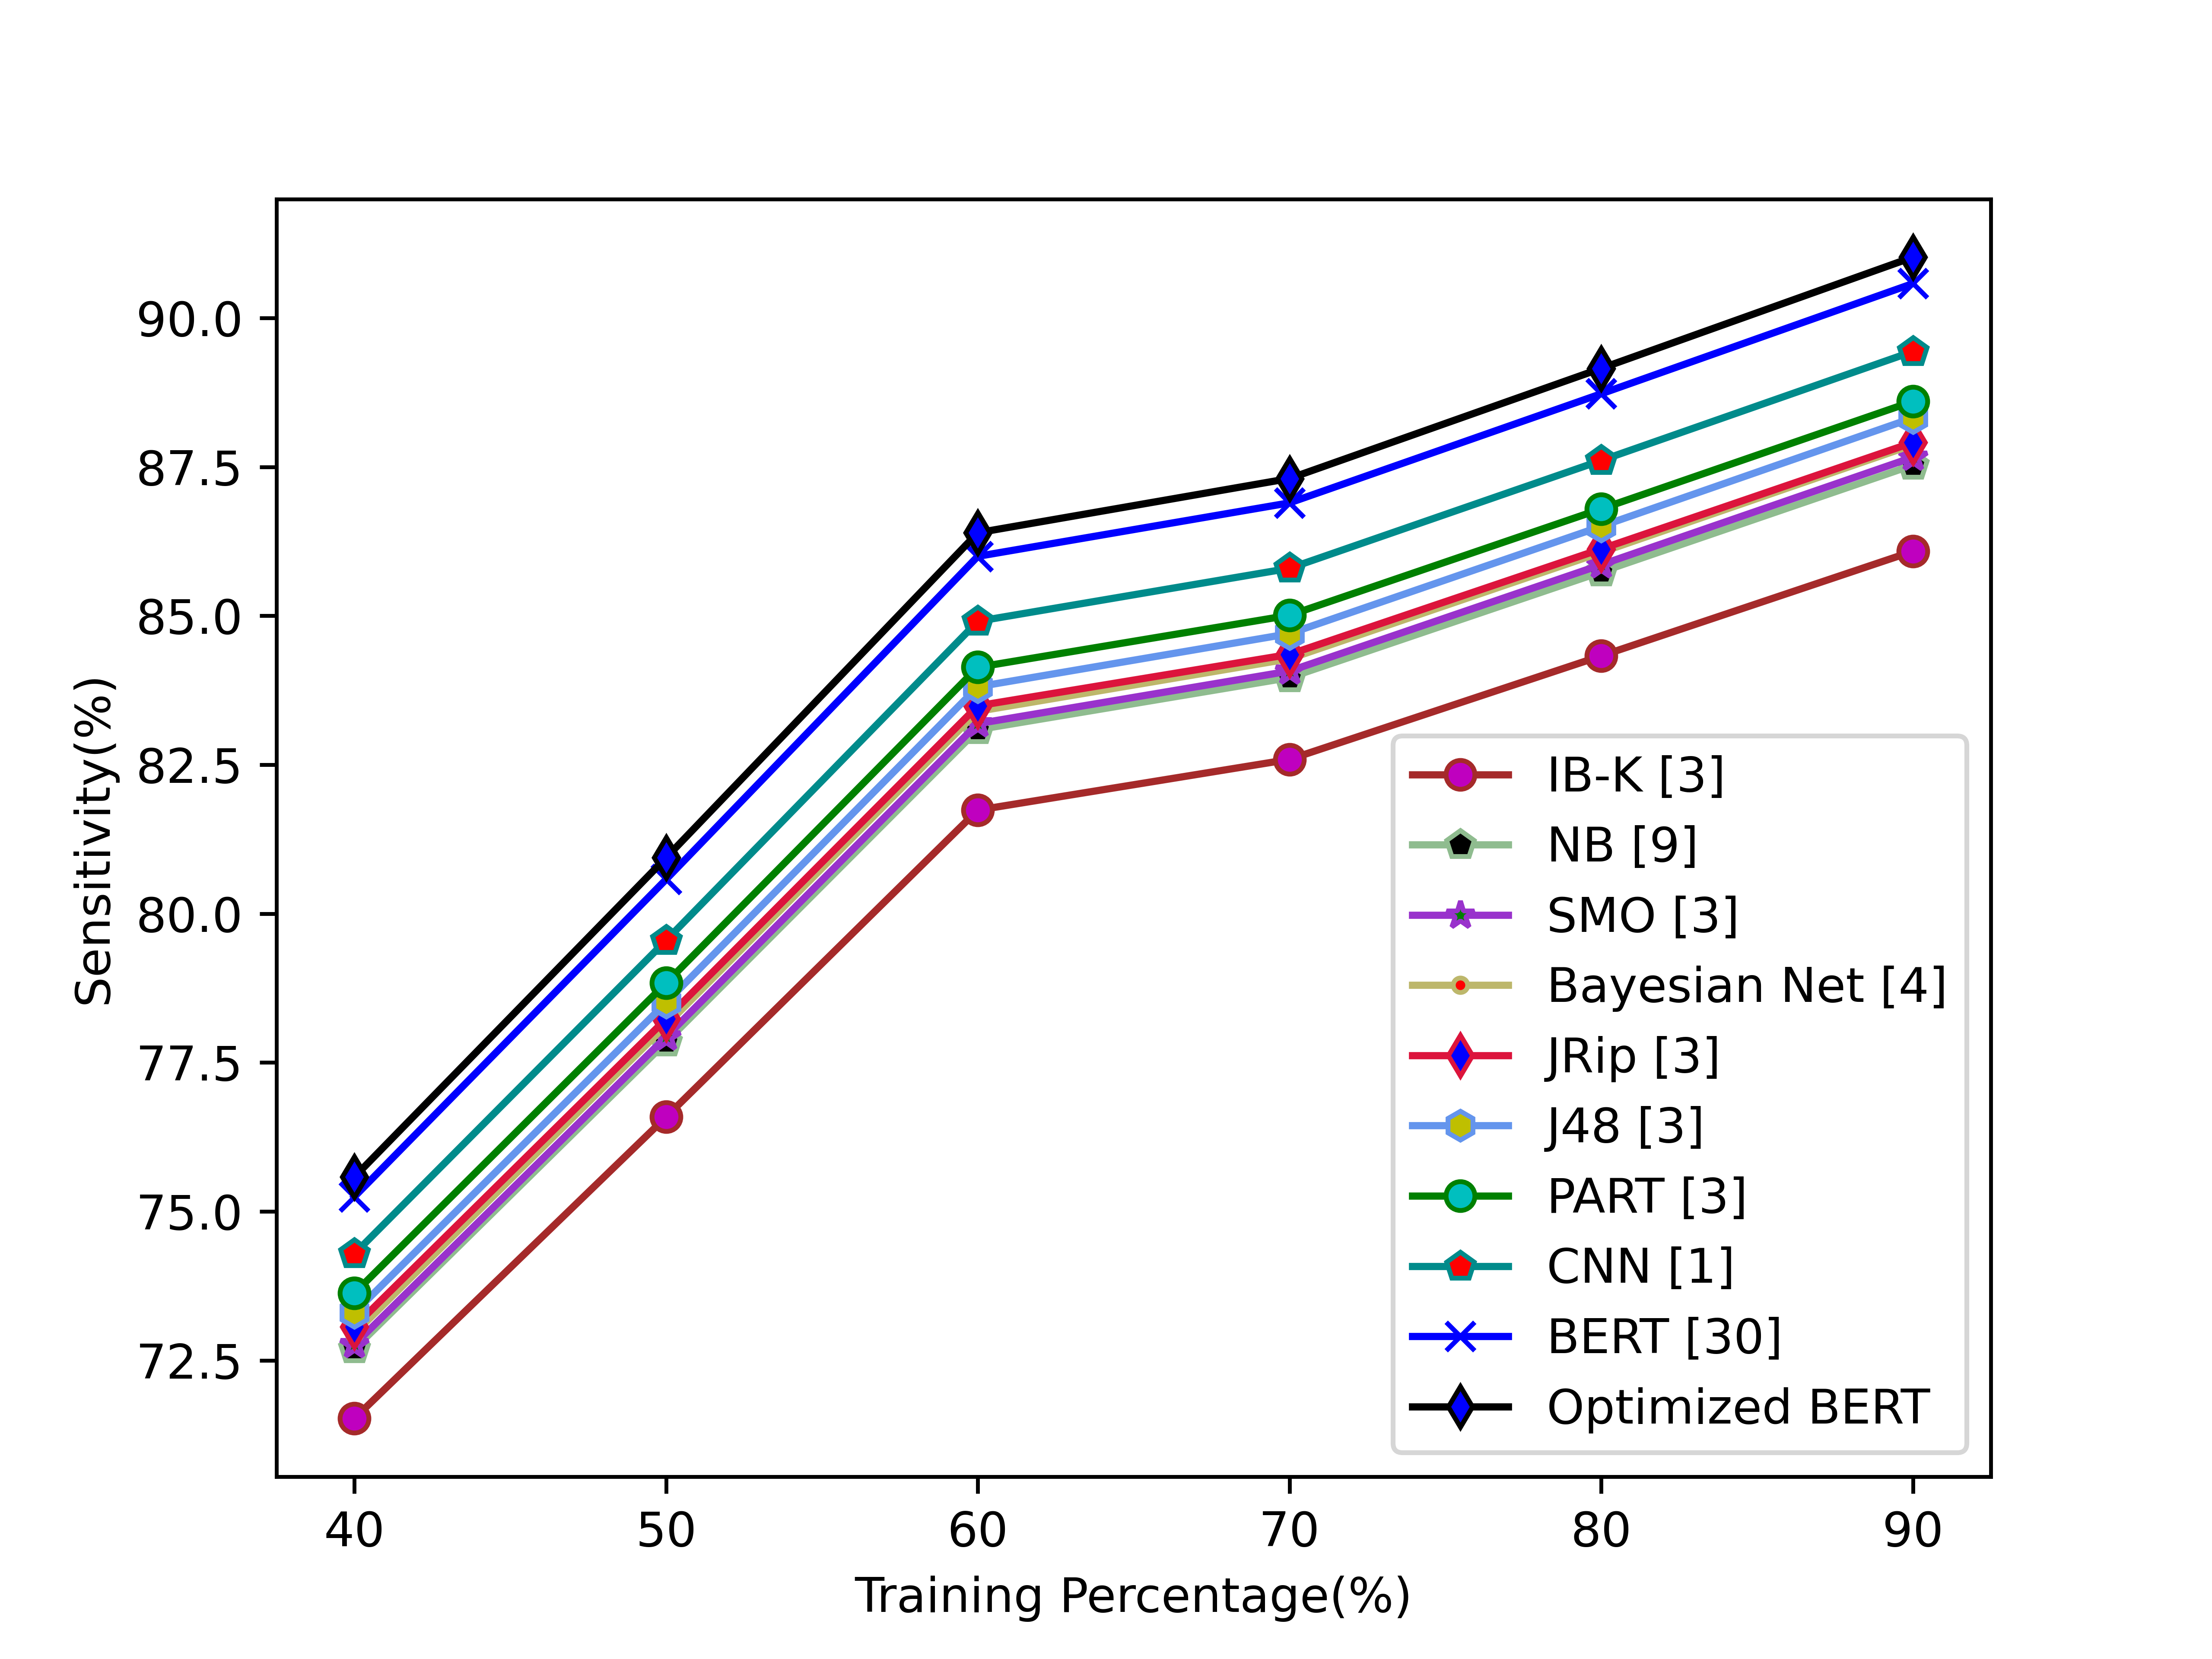 90.0
87.5
85.0
82.5
80.0
77.5
75.0
72.5
Sensitivity(%)
IB-K [3]
NB [9]
SMO [3]
Bayesian Net [4]
JRip [3]
J48 [3]
PART [3]
CNN [1]
BERT [30]
Optimized BERT
40 50 60 70 80 90
Training Percentage(%)